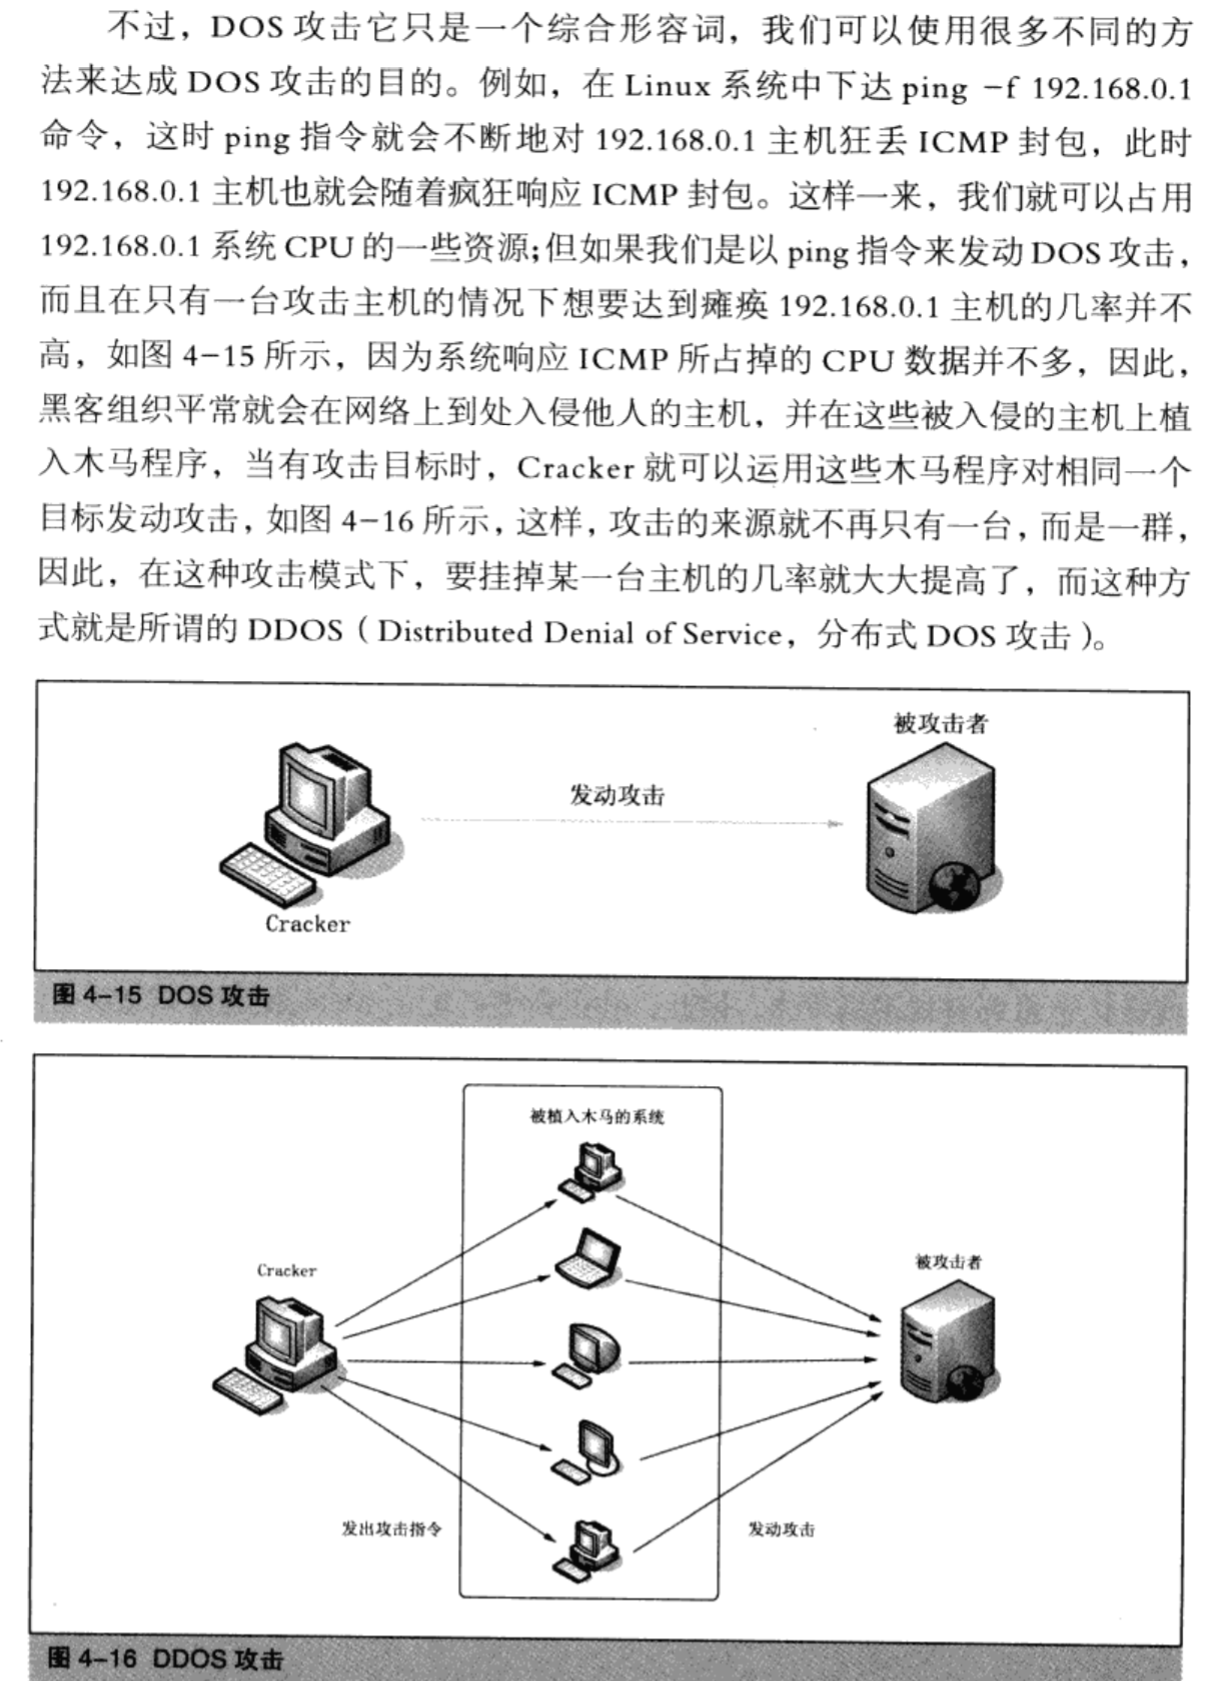 不过，DOS 攻击它只是一个综合形容词，我们可以使用很多不同的方
法来达成 DOS 攻击的目的。例如，在 Linux 系统中下达 ping −f 192.168.0.1
命令，这时 ping 指令就会不断地对 192.168.0.1 主机狂丢 ICMP 封包，此时
192.168.0.1 主机也就会随着疯狂响应 ICMP 封包。这样一来，我们就可以占用
192.168.0.1 系统 CPU 的一些资源;但如果我们是以 ping 指令来发动 DOS 攻击，
而且在只有一台攻击主机的情况下想要达到瘫痪 192.168.0.1 主机的几率并不
高，如图 4−15 所示，因为系统响应 ICMP 所占掉的 CPU 数据并不多，因此，
黑客组织平常就会在网络上到处入侵他人的主机，并在这些被入侵的主机上植
入木马程序，当有攻击目标时，Cracker 就可以运用这些木马程序对相同一个
目标发动攻击，如图 4−16 所示，这样，攻击的来源就不再只有一台，而是一群，
因此，在这种攻击模式下，要挂掉某一台主机的几率就大大提高了，而这种方
式就是所谓的 DDOS（Distributed Denial of Service，分布式 DOS 攻击）。
被攻击者
发动攻击
Cracker
图 4−15 DOS 攻击
被植入木马的系统
Cracker
被攻击者
发出攻击指令
发动攻击
图 4−16 DDOS 攻击